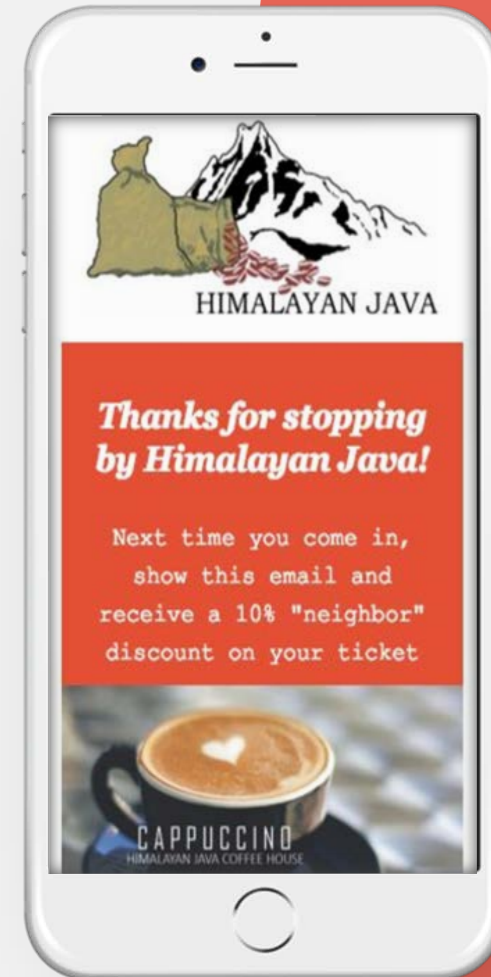 HIMALAYAN JAVA
Thanks for stopping
by Himalayan Java!
Next time you come in,
show this email and
receive a 10% "neighbor"
discount on your ticket
CAPPUCCINO
HIMALAYAN JAVA COFFEE HOUSE